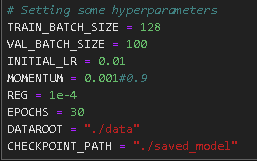 # Setting some hyperparameters
TRAIN_BATCH_SIZE = 128
VAL_BATCH_SIZE = 100
INITIAL_LR = 0.01
MOMENTUM = 0.001#0.9
REG = 1e-4
EPOCHS = 30
DATAROOT = "./data"
CHECKPOINT_PATH = "./saved_model"